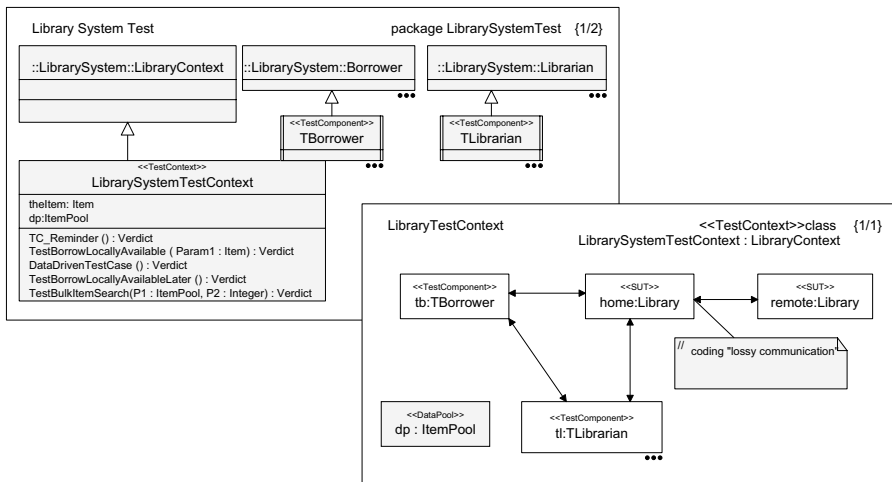 Library System Test
package LibrarySystemTest {1/2}
::LibrarySystem::LibraryContext
::LibrarySystem::Borrower
::LibrarySystem::Librarian
<<TestComponent>>
TBorrower
<<TestComponent>>
TLibrarian
<<TestContext>>
LibrarySystemTestContext
theItem: Item
dp:ItemPool
TC_Reminder () : Verdict
TestBorrowLocallyAvailable ( Param1 : Item) : Verdict
DataDrivenTestCase () : Verdict
TestBorrowLocallyAvailableLater () : Verdict
TestBulkItemSearch(P1 : ItemPool, P2 : Integer) : Verdict
LibraryTestContext
<<TestContext>>class {1/1}
LibrarySystemTestContext : LibraryContext
<<TestComponent>>
tb:TBorrower
<<SUT>>
home:Library
<<SUT>>
remote:Library
// coding "lossy communication"
<<DataPool>>
dp : ItemPool
<<TestComponent>>
tl:TLibrarian